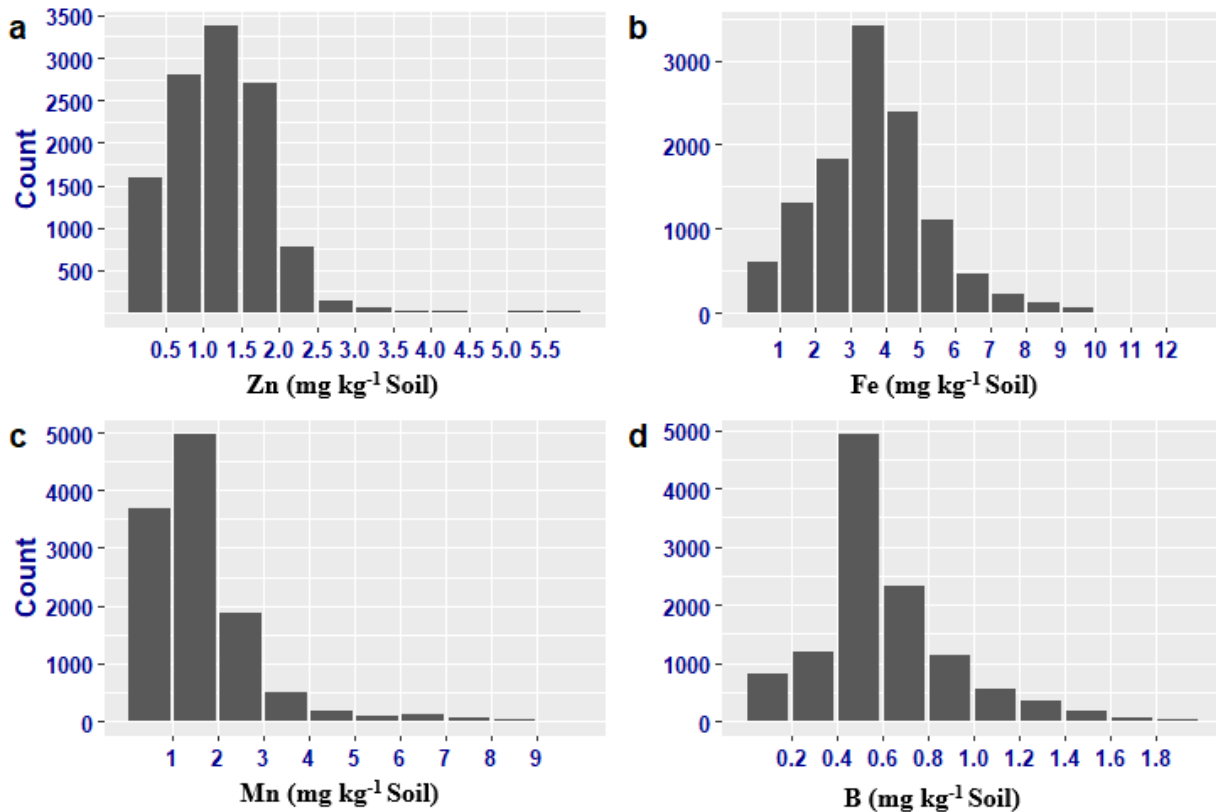 a
3500
3000
2500
2000
1500
1000
500
Count
0.5 1.0 1.5 2.0 2.5 3.0 3.5 4.0 4.5 5.0 5.5
Zn (mg kg⁻¹ Soil)
b
3000
2000
1000
0
1 2 3 4 5 6 7 8 9 10 11 12
Fe (mg kg⁻¹ Soil)
c
5000
4000
3000
2000
1000
0
Count
1 2 3 4 5 6 7 8 9
Mn (mg kg⁻¹ Soil)
d
5000
4000
3000
2000
1000
0
0.2 0.4 0.6 0.8 1.0 1.2 1.4 1.6 1.8
B (mg kg⁻¹ Soil)